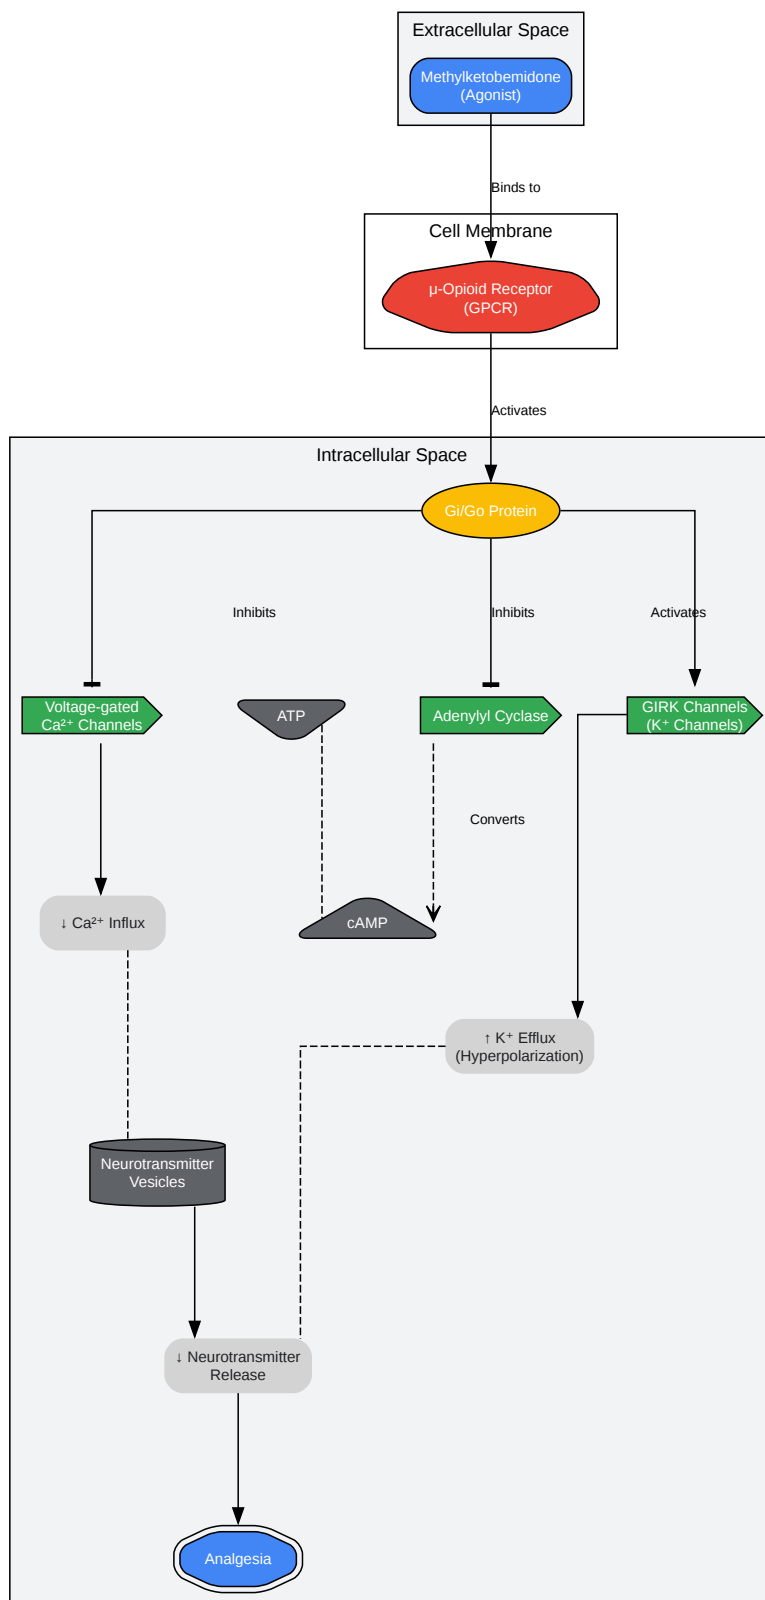 Extracellular Space
Methylketobemidone
(Agonist)
Binds to
Cell Membrane
μ-Opioid Receptor
(GPCR)
Activates
Intracellular Space
Gi/Go Protein
Inhibits
Inhibits
Activates
Voltage-gated
Ca²⁺ Channels
ATP
Adenylyl Cyclase
GIRK Channels
(K⁺ Channels)
Converts
↓ Ca²⁺ Influx
cAMP
↑ K⁺ Efflux
(Hyperpolarization)
Neurotransmitter
Vesicles
↓ Neurotransmitter
Release
Analgesia